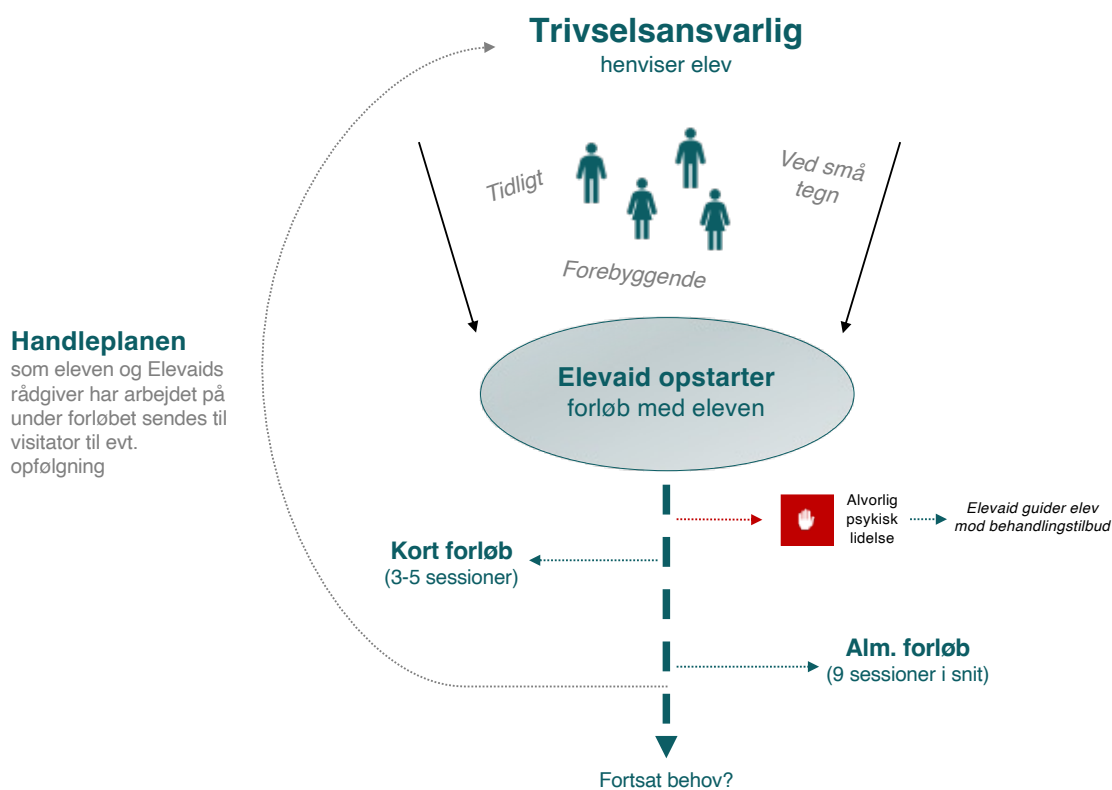 Trivselsansvarlig
henviser elev
Tidligt
Ved små
tegn
Forebyggende
Handleplanen
som eleven og Elevaids
rådgiver har arbejdet på
under forløbet sendes til
visitator til evt.
opfølgning
Elevaid opstarter
forløb med eleven
Alvorlig
psykisk
lidelse
Elevaid guider elev
mod behandlingstilbud
Kort forløb
(3-5 sessioner)
Alm. forløb
(9 sessioner i snit)
Fortsat behov?